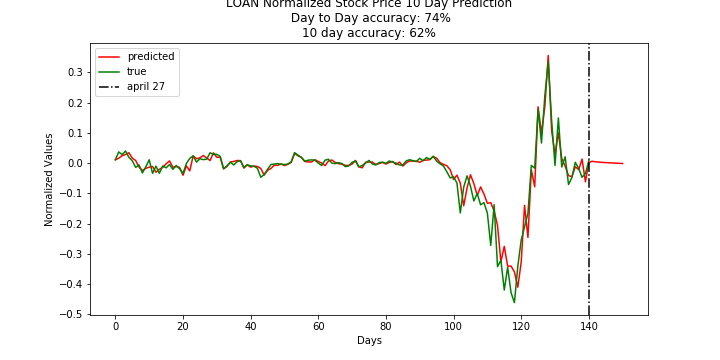 LOAN Normalized Stock Price 10 Day Prediction
Day to Day accuracy: 74%
10 day accuracy: 62%
predicted
true
april 27
0.3
0.2
0.1
0.0
−0.1
−0.2
−0.3
−0.4
−0.5
Normalized Values
0 20 40 60 80 100 120 140
Days